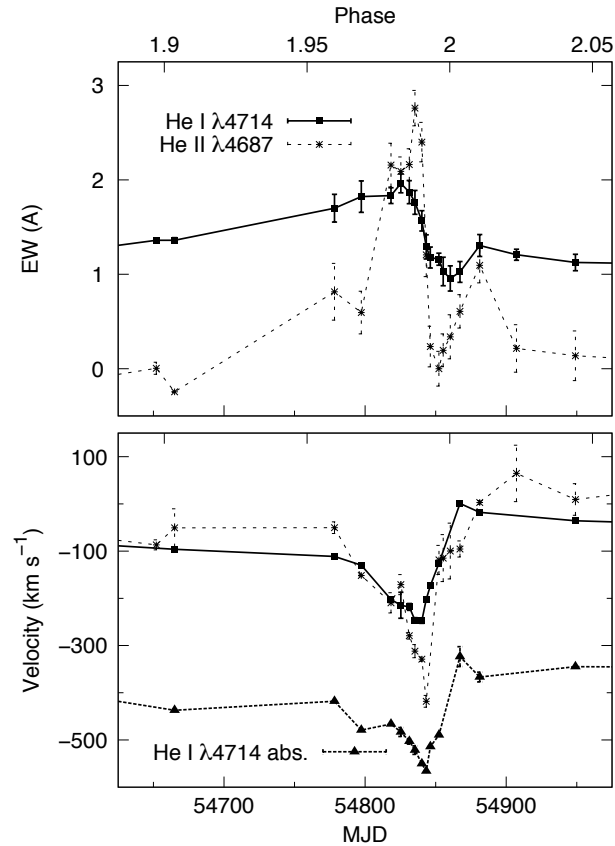 Phase
1.9 1.95 2 2.05
He I λ4714
He II λ4687
3
2
1
0
EW (A)
100
−100
−300
−500
Velocity (km s⁻¹)
He I λ4714 abs.
54700 54800 54900
MJD